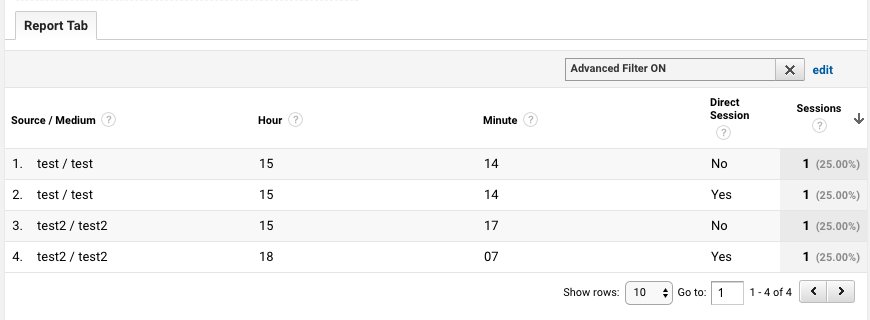 Report Tab
Advanced Filter ON edit
Source / Medium ? Hour ? Minute ? Direct Session ? Sessions ?
1. test / test 15 14 No 1 (25.00%)
2. test / test 15 14 Yes 1 (25.00%)
3. test2 / test2 15 17 No 1 (25.00%)
4. test2 / test2 18 07 Yes 1 (25.00%)
Show rows: 10 Go to: 1 1 - 4 of 4